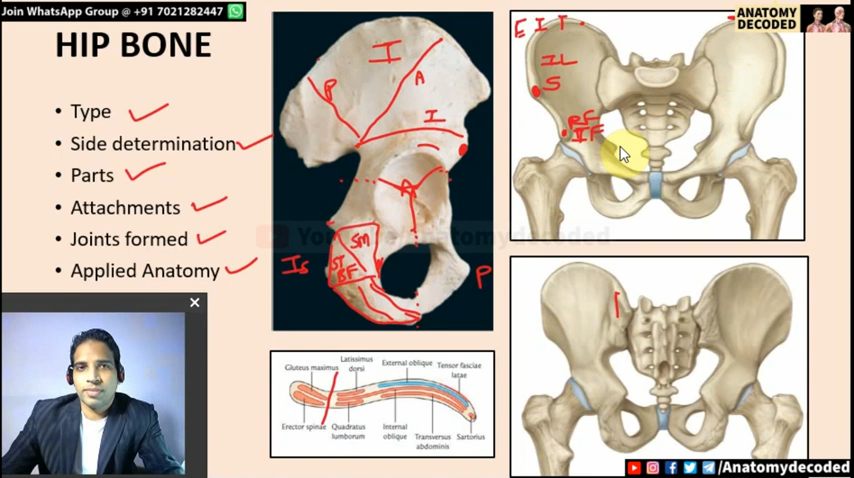 Join WhatsApp Group @ +91 7021282447
ANATOMY
DECODED
HIP BONE
• Type
• Side determination
• Parts
• Attachments
• Joints formed
• Applied Anatomy
I
P
A
I
A
SM
ST
BF
Is
P
E I T
IL
S
RF
IF
YouTube/Anatomydecoded
Gluteus maximus
Latissimus dorsi
External oblique
Tensor fasciae latae
Erector spinae
Quadratus lumborum
Internal oblique
Transversus abdominis
Sartorius
/Anatomydecoded